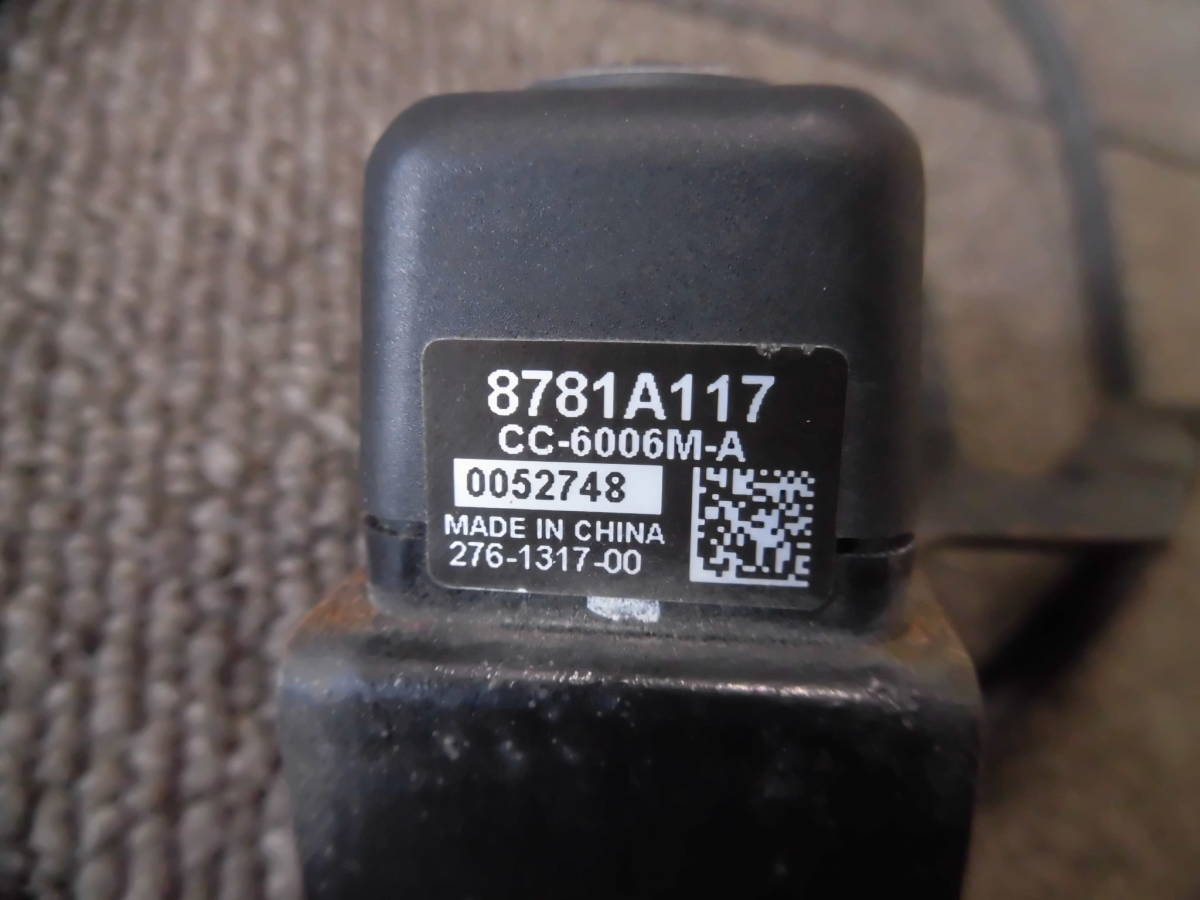 8781A117
CC-6006M-A
0052748
MADE IN CHINA
276-1317-00